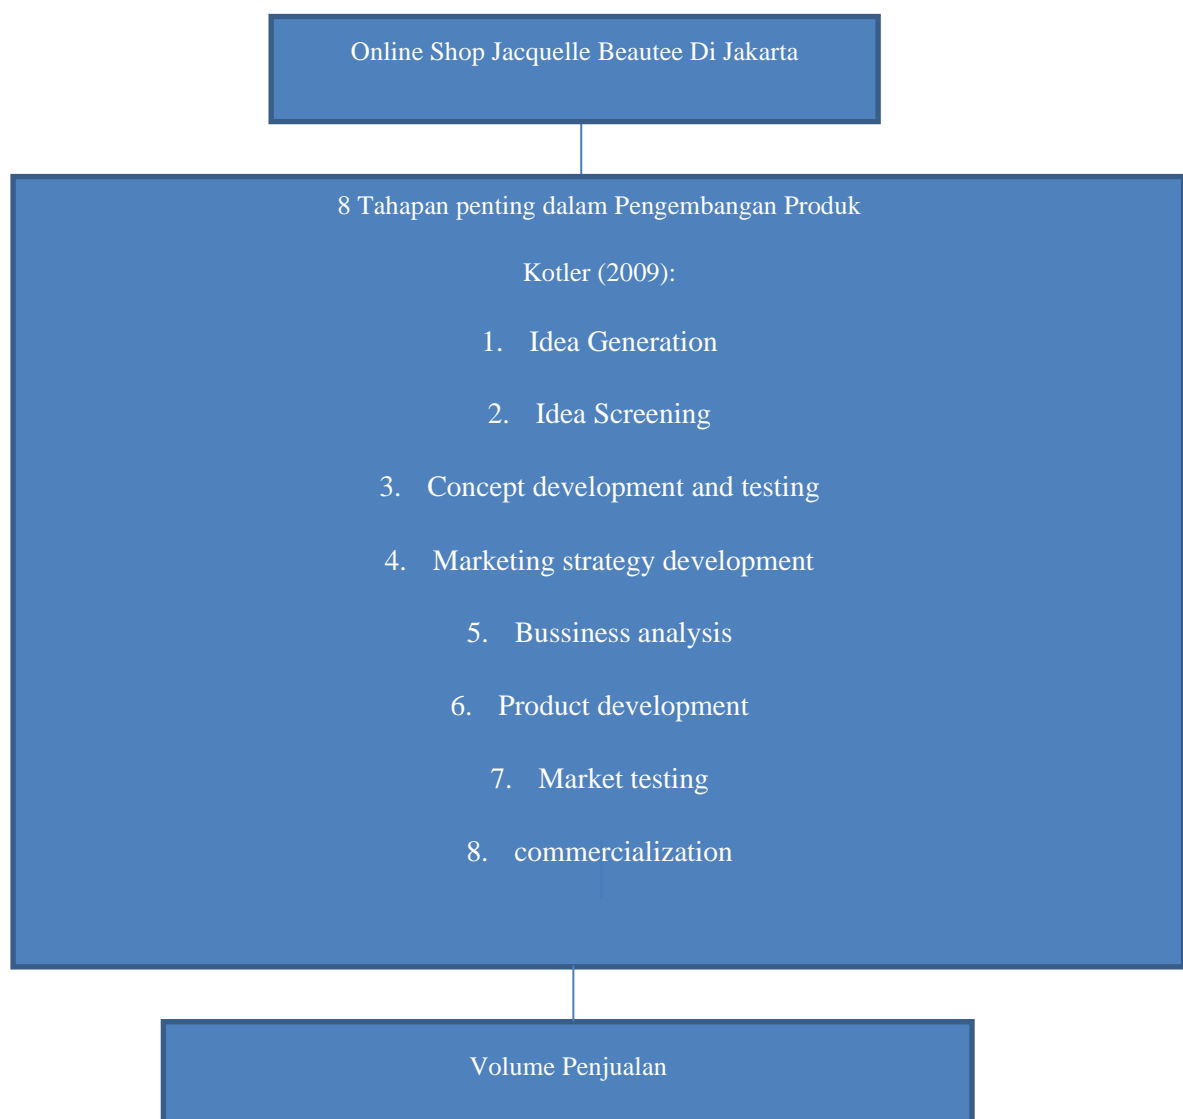 Online Shop Jacquelle Beautee Di Jakarta
8 Tahapan penting dalam Pengembangan Produk
Kotler (2009):
1. Idea Generation
2. Idea Screening
3. Concept development and testing
4. Marketing strategy development
5. Bussiness analysis
6. Product development
7. Market testing
8. commercialization
Volume Penjualan